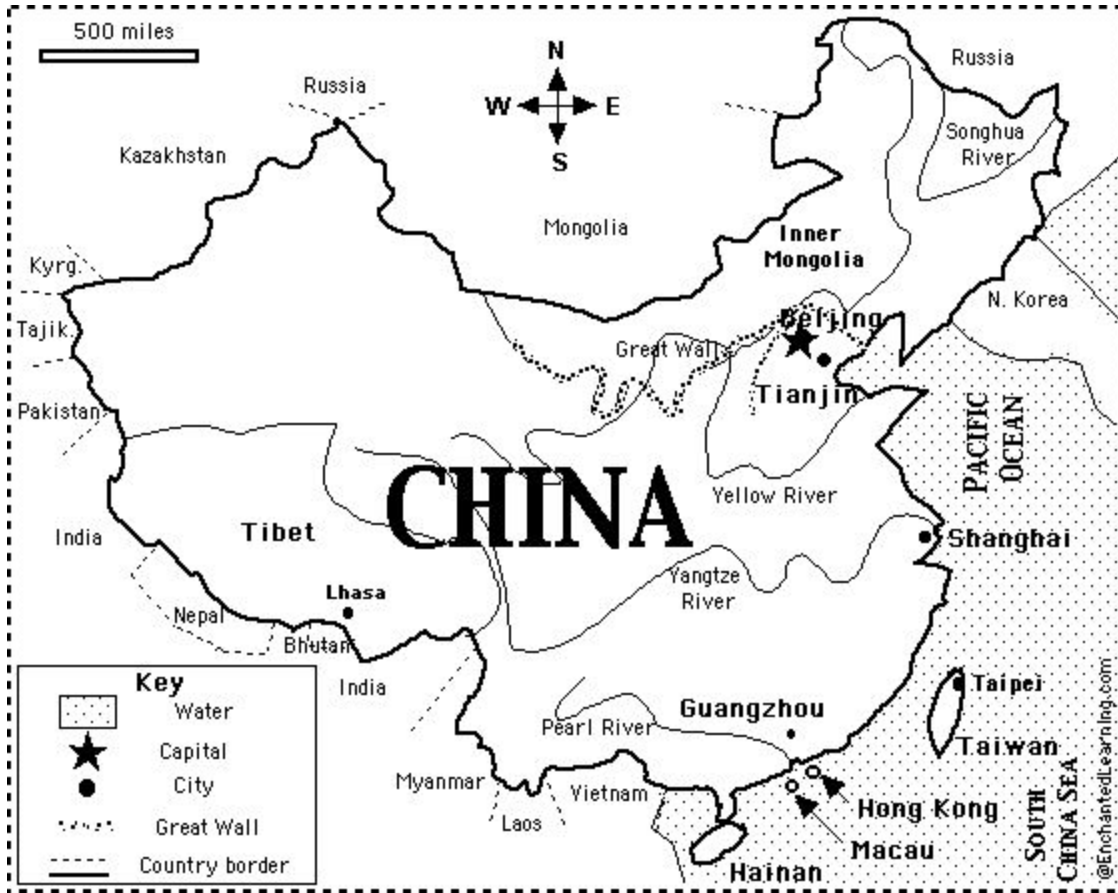 500 miles
N
W E
S
Russia
Russia
Kazakhstan
Songhua
River
Mongolia
Inner
Mongolia
Kyrg.
N. Korea
Tajik.
Beijing
Great Wall
Tianjin
Pakistan
PACIFIC
OCEAN
CHINA
Yellow River
India
Tibet
Shanghai
Yangtze
River
Lhasa
Nepal
Bhutan
India
Key
Water
Capital
City
Great Wall
Country border
Pearl River
Guangzhou
Taipei
Taiwan
Myanmar
Vietnam
Laos
Hong Kong
Macau
Hainan
SOUTH
CHINA SEA
@EnchantedLearning.com